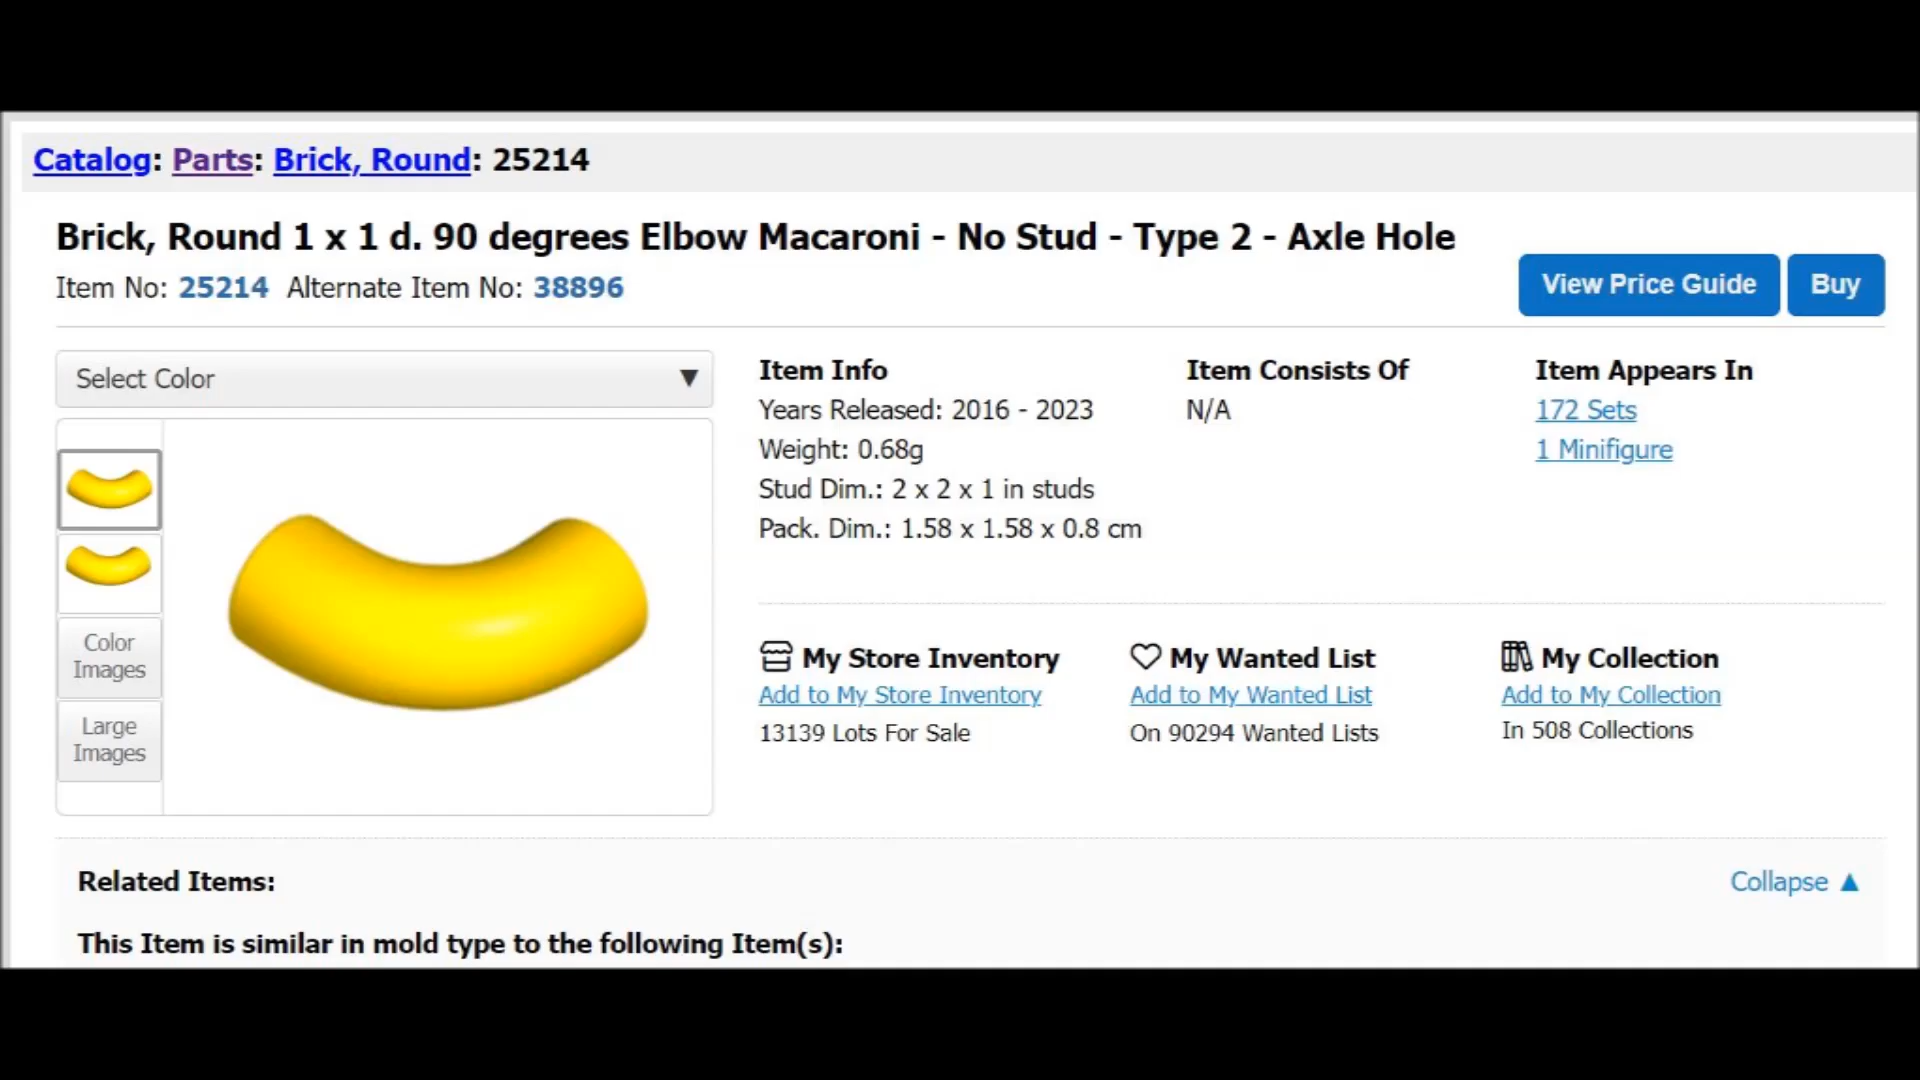 Catalog: Parts: Brick, Round: 25214
Brick, Round 1 x 1 d. 90 degrees Elbow Macaroni - No Stud - Type 2 - Axle Hole
Item No: 25214 Alternate Item No: 38896
View Price Guide
Buy
Select Color
Color
Images
Large
Images
Item Info
Years Released: 2016 - 2023
Weight: 0.68g
Stud Dim.: 2 x 2 x 1 in studs
Pack. Dim.: 1.58 x 1.58 x 0.8 cm
Item Consists Of
N/A
Item Appears In
172 Sets
1 Minifigure
My Store Inventory
Add to My Store Inventory
13139 Lots For Sale
My Wanted List
Add to My Wanted List
On 90294 Wanted Lists
My Collection
Add to My Collection
In 508 Collections
Related Items:
Collapse
This Item is similar in mold type to the following Item(s):